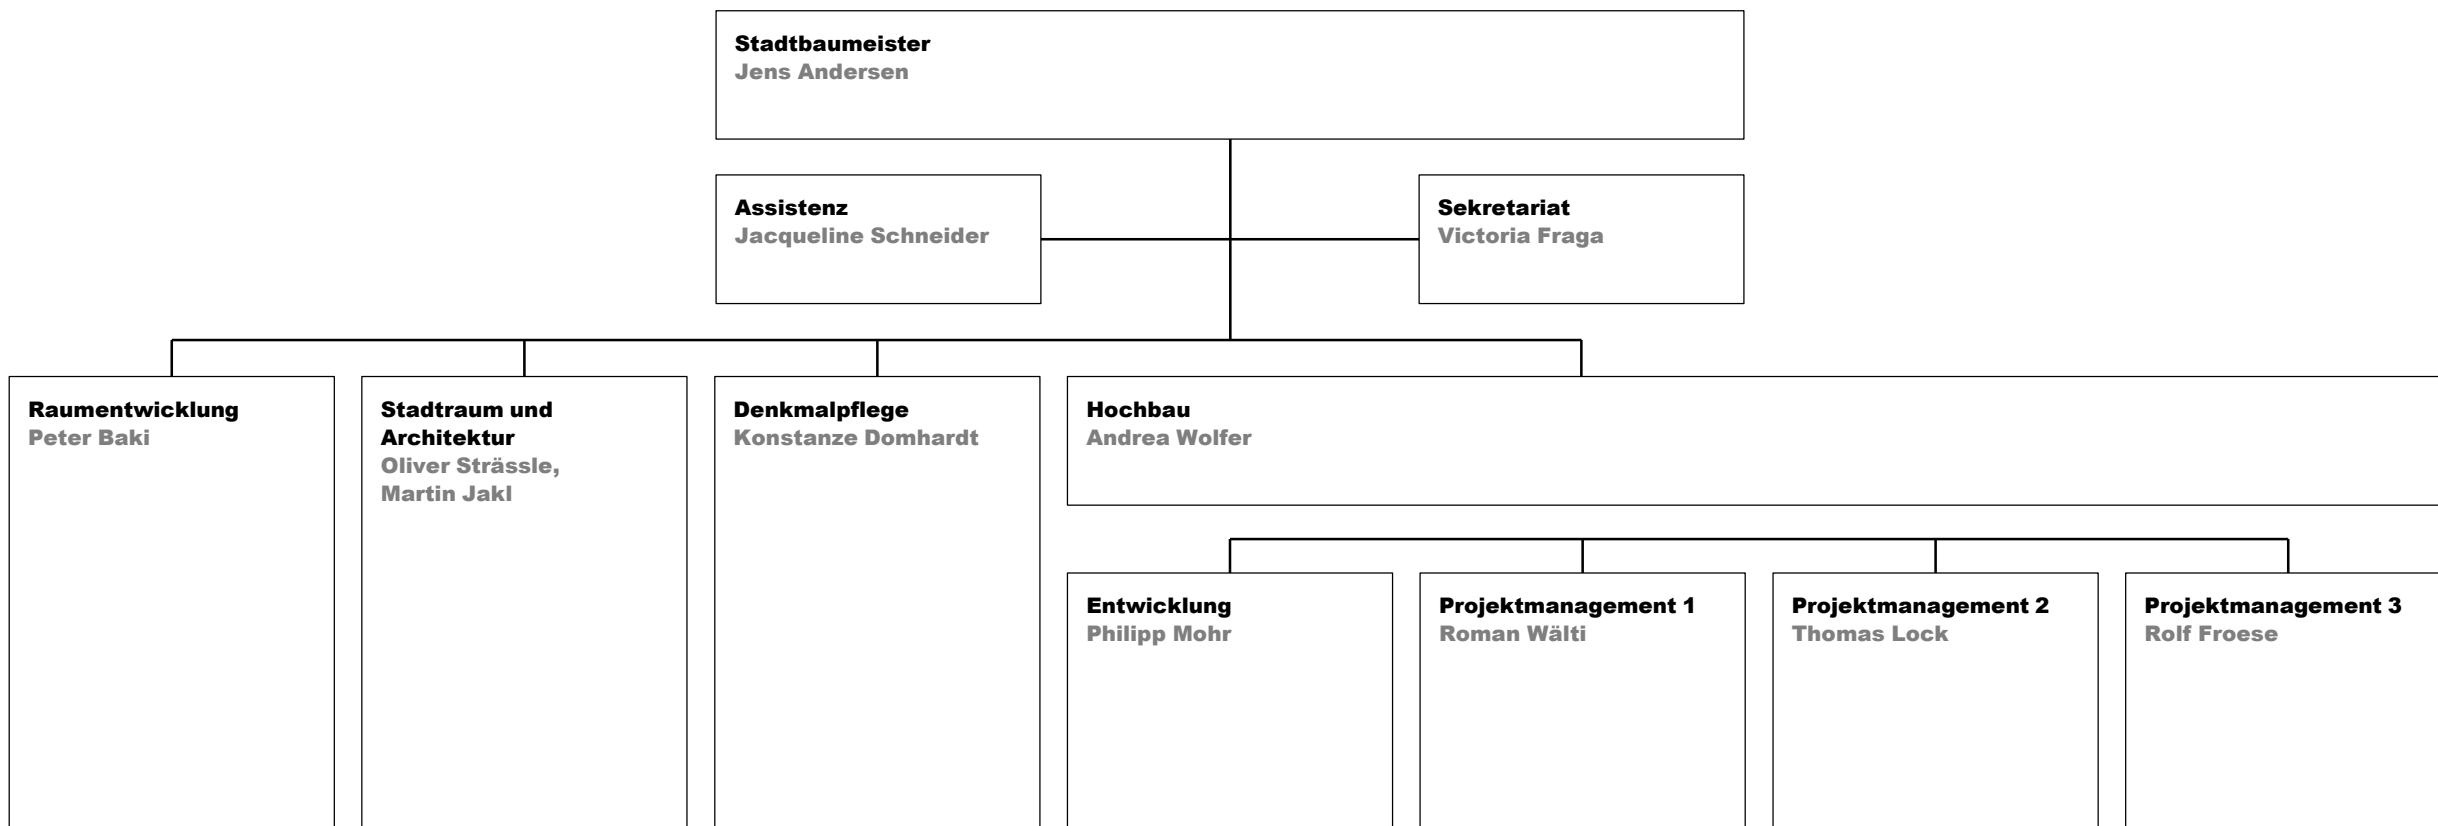 Stadtbaumeister
Jens Andersen
Assistenz
Jacqueline Schneider
Sekretariat
Victoria Fraga
Raumentwicklung
Peter Baki
Stadtraum und
Architektur
Oliver Strässle,
Martin Jakl
Denkmalpflege
Konstanze Domhardt
Hochbau
Andrea Wolfer
Entwicklung
Philipp Mohr
Projektmanagement 1
Roman Wälti
Projektmanagement 2
Thomas Lock
Projektmanagement 3
Rolf Froese